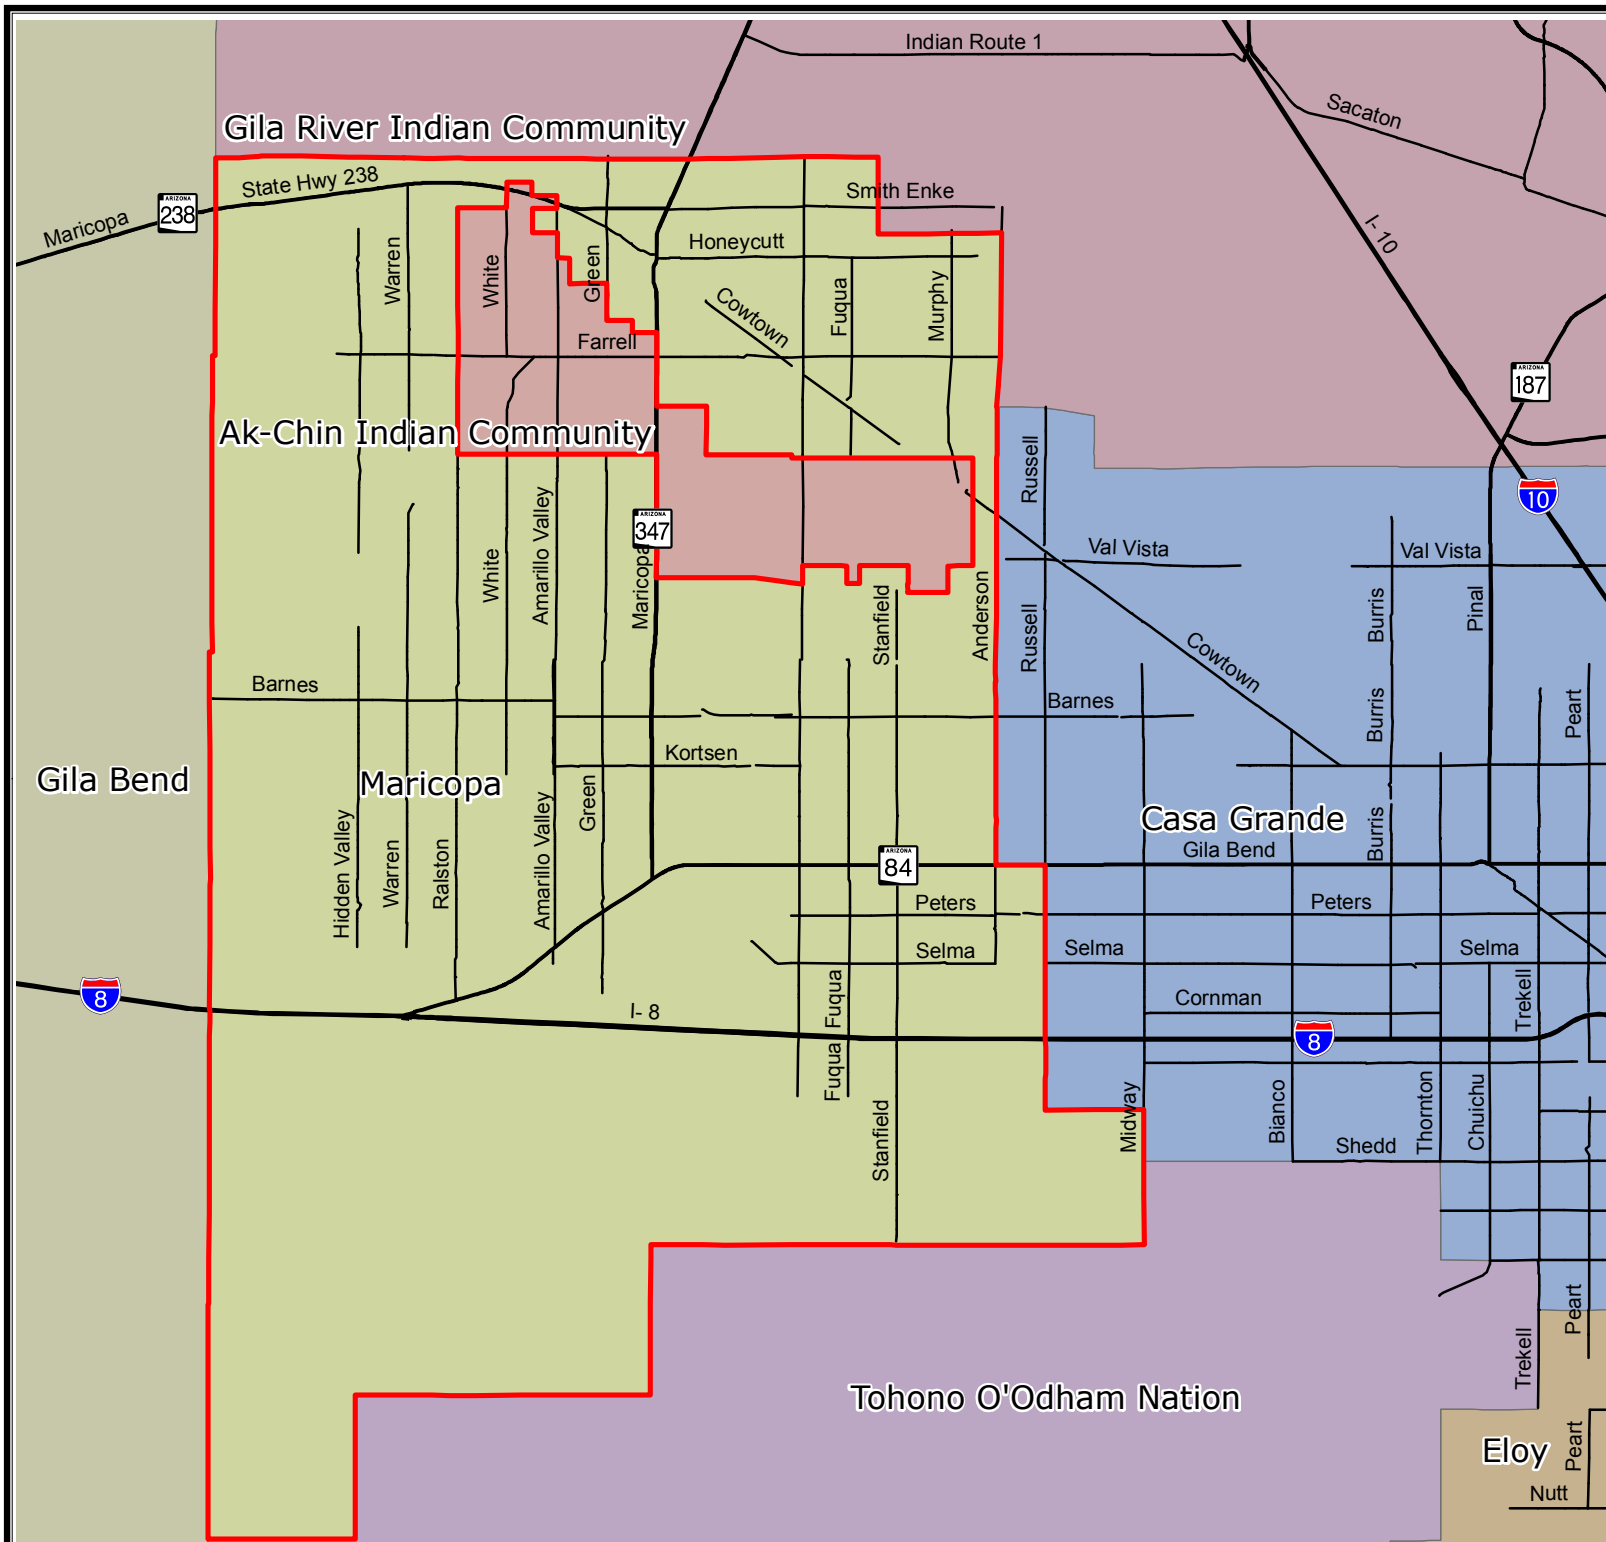 Indian Route 1
Sacaton
Gila River Indian Community
State Hwy 238
Smith Enke
ARIZONA
238
Maricopa
I- 10
Honeycutt
Warren
White
Green
Fuqua
Murphy
Cowtown
Farrell
ARIZONA
187
Ak-Chin Indian Community
Russell
10
ARIZONA
347
White
Amarillo Valley
Maricopa
Val Vista
Val Vista
Stanfield
Anderson
Russell
Burris
Pinal
Cowtown
Barnes
Barnes
Burris
Peart
Kortsen
Gila Bend
Maricopa
Casa Grande
Hidden Valley
Warren
Ralston
Amarillo Valley
Green
Burris
Gila Bend
ARIZONA
84
Peters
Peters
Selma
Selma
Selma
8
Fuqua
Cornman
Trekell
I- 8
8
Fuqua
Stanfield
Midway
Bianco
Thornton
Chuichu
Shedd
Peart
Trekell
Tohono O'Odham Nation
Eloy
Peart
Nutt